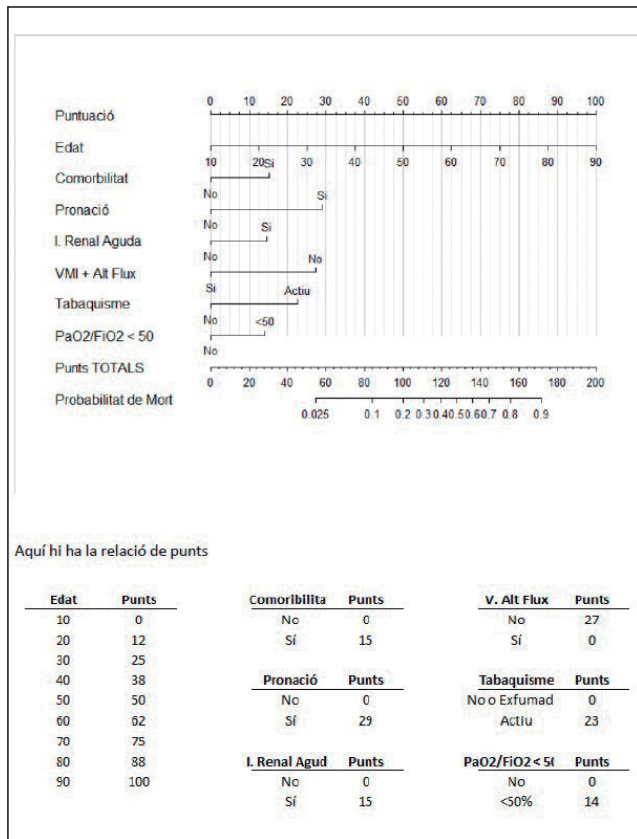 Puntuació 0 10 20 30 40 50 60 70 80 90 100
Edat 10 20 30 40 50 60 70 80 90
Comorbilitat No Si
Pronació No Si
I. Renal Aguda No Si
VMI + Alt Flux Si No
Tabaquisme No Actiu
PaO2/FiO2 < 50 No <50
Punts TOTALS 0 20 40 60 80 100 120 140 160 180 200
Probabilitat de Mort 0.025 0.1 0.2 0.3 0.4 0.5 0.6 0.7 0.8 0.9
Aquí hi ha la relació de punts
Edat Punts
10 0
20 12
30 25
40 38
50 50
60 62
70 75
80 88
90 100
Comoribilita Punts
No 0
Sí 15
Pronació Punts
No 0
Sí 29
I. Renal Agud Punts
No 0
Sí 15
V. Alt Flux Punts
No 27
Sí 0
Tabaquisme Punts
No o Exfumad 0
Actiu 23
PaO2/FiO2 < 50 Punts
No 0
<50% 14